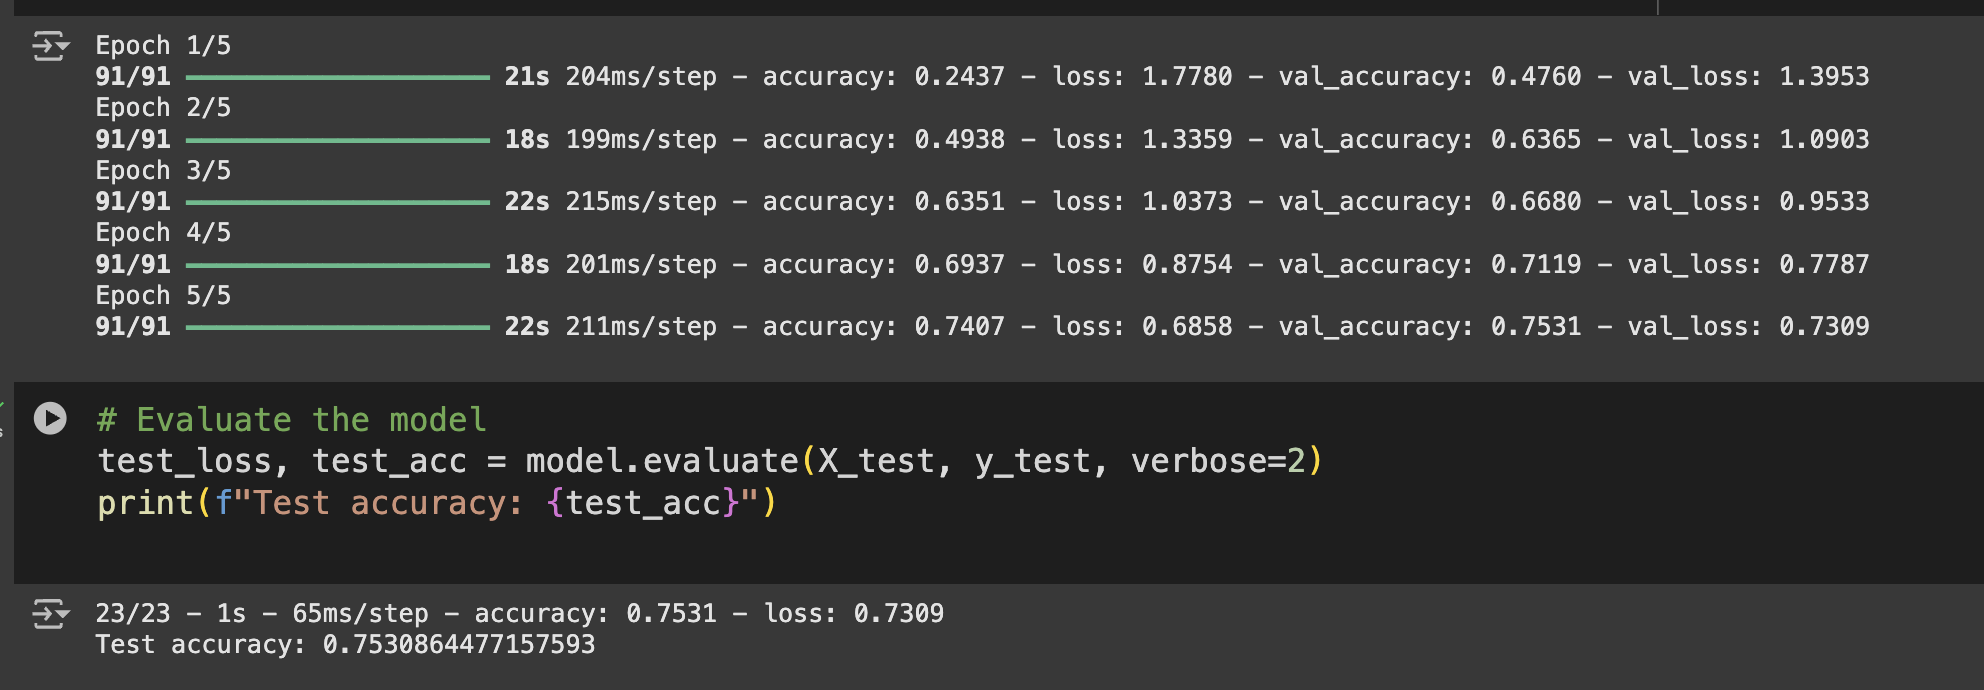 Epoch 1/5
91/91 ━━━━━━━━━━━━━━━━━━━━ 21s 204ms/step - accuracy: 0.2437 - loss: 1.7780 - val_accuracy: 0.4760 - val_loss: 1.3953
Epoch 2/5
91/91 ━━━━━━━━━━━━━━━━━━━━ 18s 199ms/step - accuracy: 0.4938 - loss: 1.3359 - val_accuracy: 0.6365 - val_loss: 1.0903
Epoch 3/5
91/91 ━━━━━━━━━━━━━━━━━━━━ 22s 215ms/step - accuracy: 0.6351 - loss: 1.0373 - val_accuracy: 0.6680 - val_loss: 0.9533
Epoch 4/5
91/91 ━━━━━━━━━━━━━━━━━━━━ 18s 201ms/step - accuracy: 0.6937 - loss: 0.8754 - val_accuracy: 0.7119 - val_loss: 0.7787
Epoch 5/5
91/91 ━━━━━━━━━━━━━━━━━━━━ 22s 211ms/step - accuracy: 0.7407 - loss: 0.6858 - val_accuracy: 0.7531 - val_loss: 0.7309
# Evaluate the model
test_loss, test_acc = model.evaluate(X_test, y_test, verbose=2)
print(f"Test accuracy: {test_acc}")
23/23 - 1s - 65ms/step - accuracy: 0.7531 - loss: 0.7309
Test accuracy: 0.7530864477157593